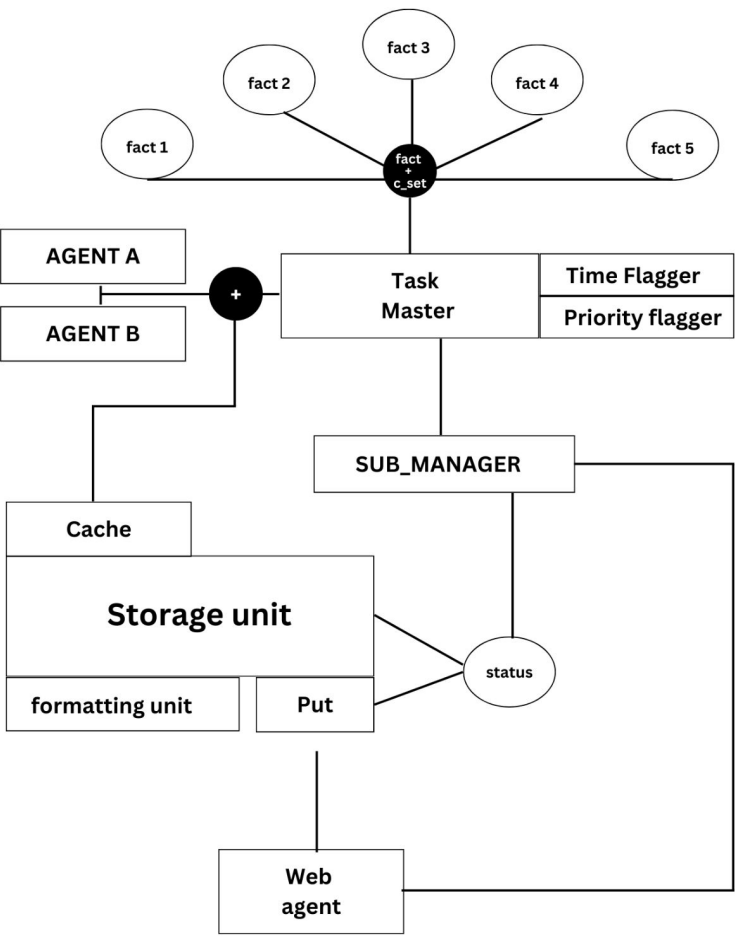 fact 3
fact 2
fact 4
fact 1
fact 5
fact
+
c_set
AGENT A
AGENT B
+
Task
Master
Time Flagger
Priority flagger
SUB_MANAGER
Cache
Storage unit
status
formatting unit
Put
Web
agent